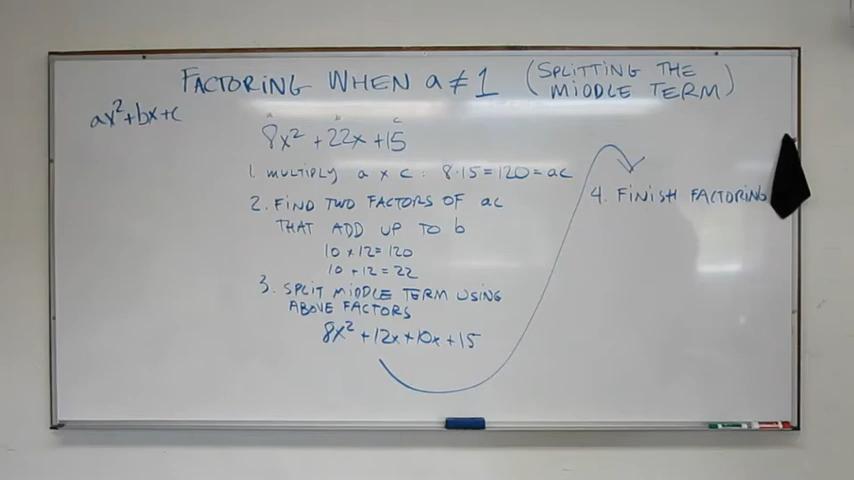 FACTORING WHEN a ≠ 1 (SPLITTING THE MIDDLE TERM)
ax² + bx + c
a b c
8x² + 22x + 15
1. MULTIPLY a x c : 8·15 = 120 = ac
2. FIND TWO FACTORS OF ac
THAT ADD UP TO b
10 x 12 = 120
10 + 12 = 22
3. SPLIT MIDDLE TERM USING
ABOVE FACTORS
8x² + 12x + 10x + 15
4. FINISH FACTORING